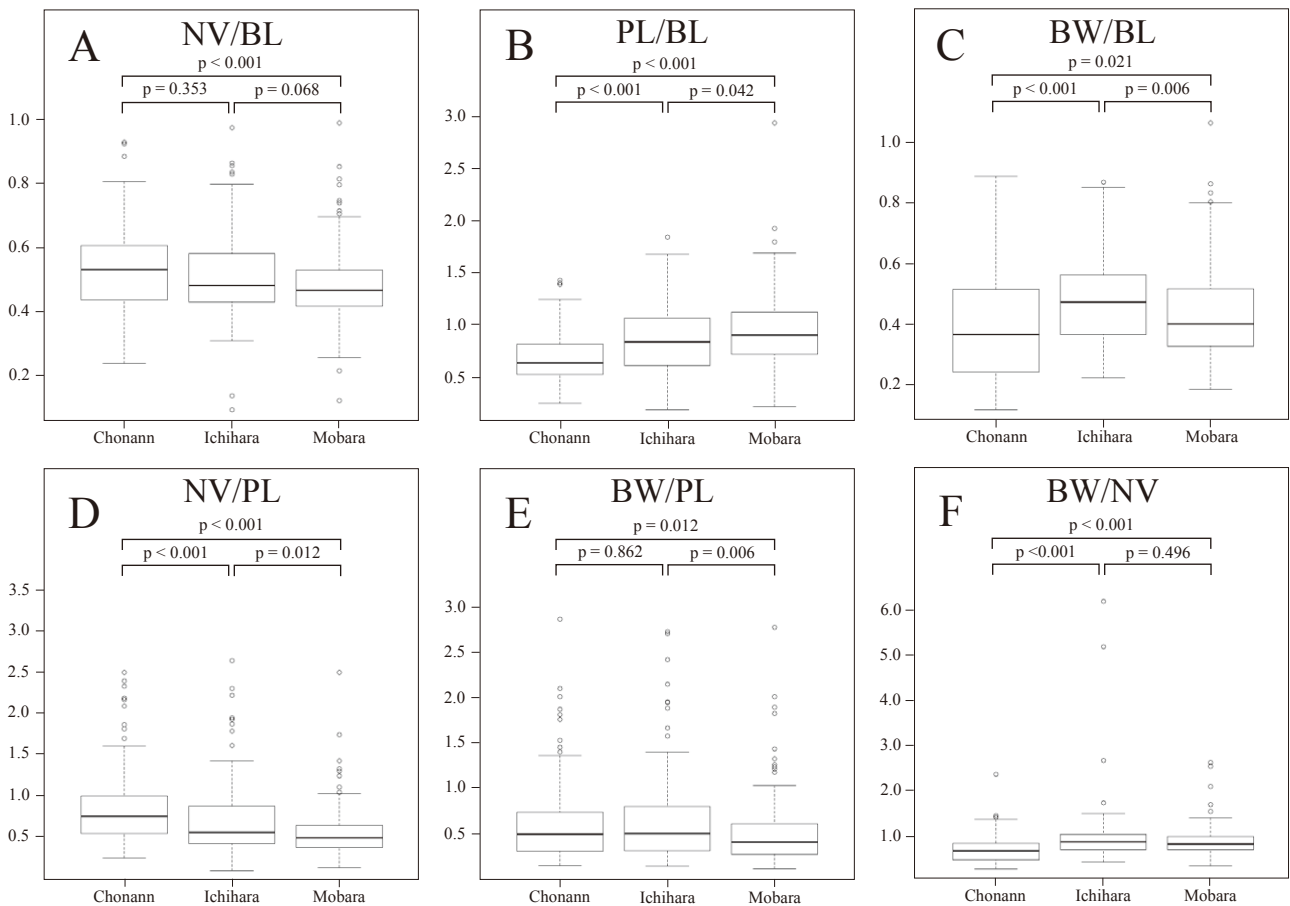 A
NV/BL
p < 0.001
p = 0.353
p = 0.068
1.0
0.8
0.6
0.4
0.2
Chonann
Ichihara
Mobara
B
PL/BL
p < 0.001
p < 0.001
p = 0.042
3.0
2.5
2.0
1.5
1.0
0.5
Chonann
Ichihara
Mobara
C
BW/BL
p = 0.021
p < 0.001
p = 0.006
1.0
0.8
0.6
0.4
0.2
Chonann
Ichihara
Mobara
D
NV/PL
p < 0.001
p < 0.001
p = 0.012
3.5
3.0
2.5
2.0
1.5
1.0
0.5
Chonann
Ichihara
Mobara
E
BW/PL
p = 0.012
p = 0.862
p = 0.006
3.0
2.5
2.0
1.5
1.0
0.5
Chonann
Ichihara
Mobara
F
BW/NV
p < 0.001
p <0.001
p = 0.496
6.0
5.0
4.0
3.0
2.0
1.0
Chonann
Ichihara
Mobara